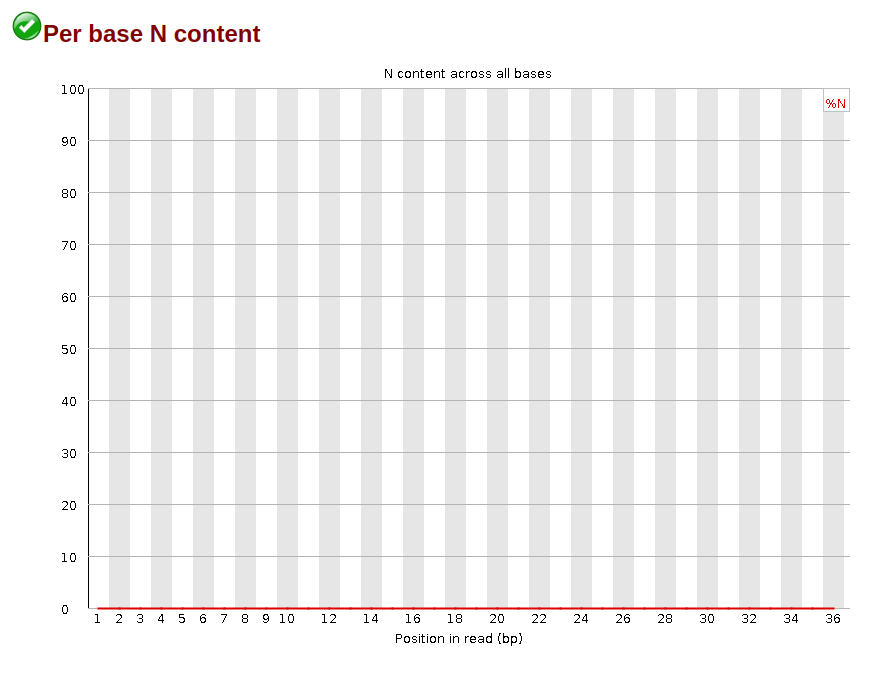 Per base N content
N content across all bases
%N
100
90
80
70
60
50
40
30
20
10
0
1 2 3 4 5 6 7 8 9 10 12 14 16 18 20 22 24 26 28 30 32 34 36
Position in read (bp)